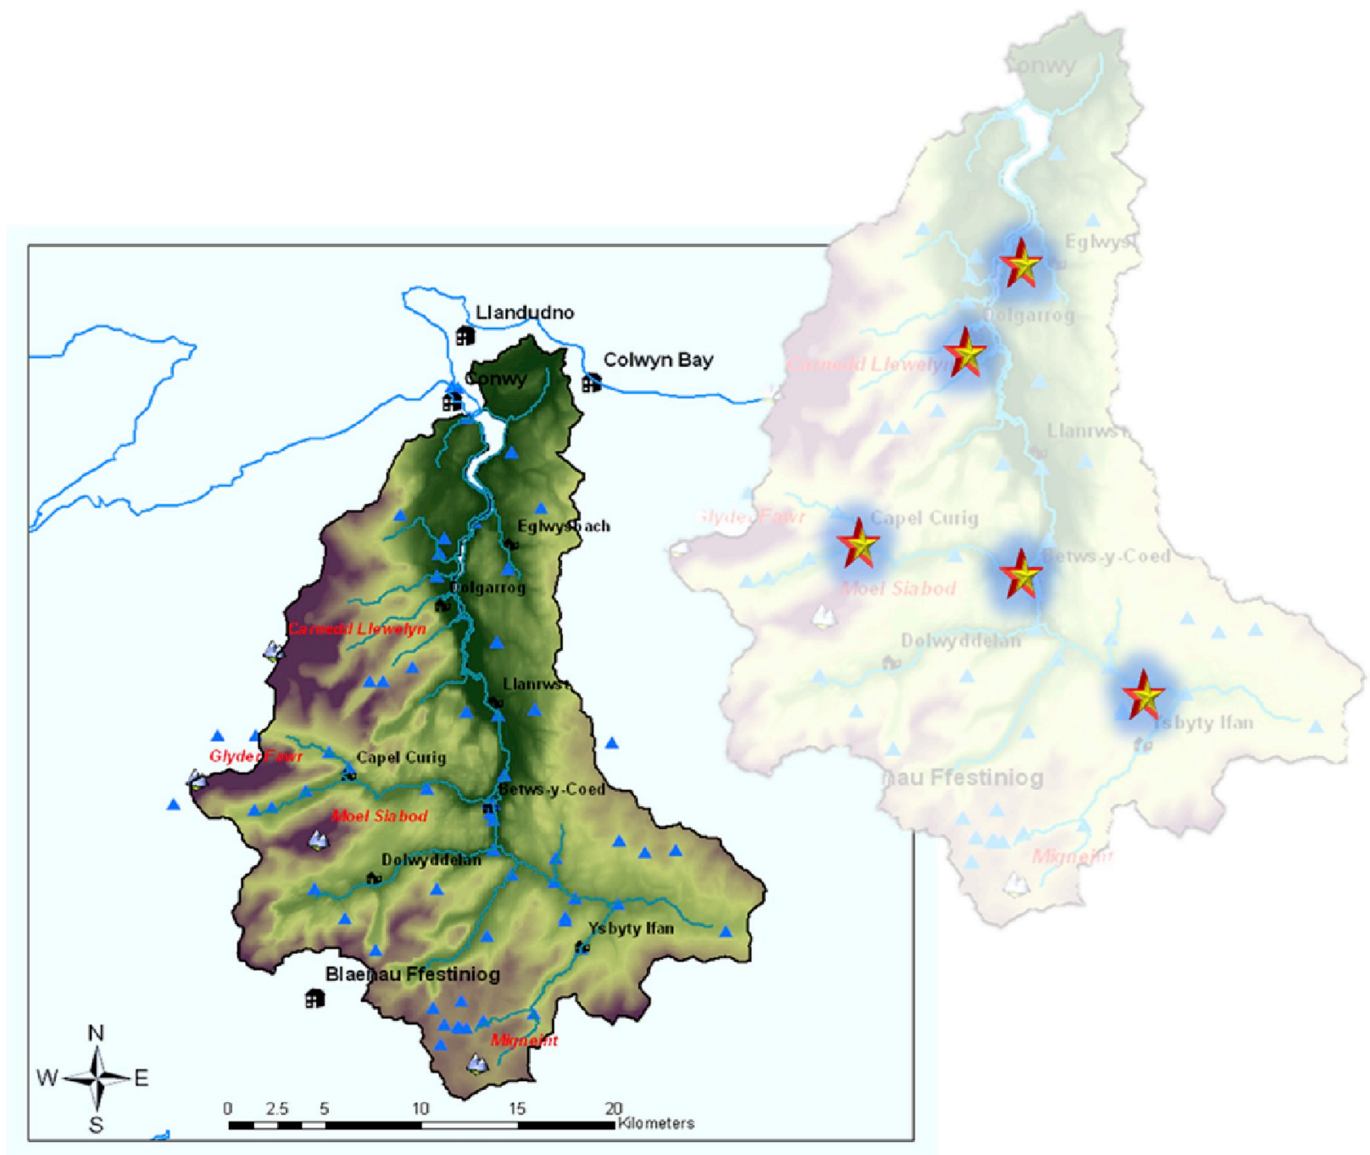 Conwy
Eglwys
Dolgarrog
Carnedd Llewelyn
Llanrwst
Glyder Fawr
Capel Curig
Betws-y-Coed
Moel Siabod
Dolwyddelan
Ysbyty Ifan
nau Ffestiniog
Migneint
Llandudno
Colwyn Bay
Conwy
Eglwysbach
Dolgarrog
Carnedd Llewelyn
Llanrwst
Glyder Fawr
Capel Curig
Betws-y-Coed
Moel Siabod
Dolwyddelan
Ysbyty Ifan
Blaenau Ffestiniog
Migneint
N
W E
S
0 2.5 5 10 15 20
Kilometers